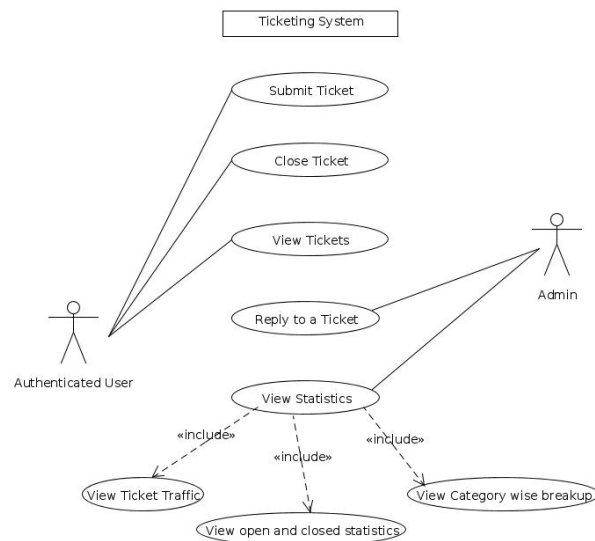 Ticketing System
Submit Ticket
Close Ticket
View Tickets
Admin
Reply to a Ticket
Authenticated User
View Statistics
«include»
«include»
«include»
View Ticket Traffic
View Category wise breakup
View open and closed statistics